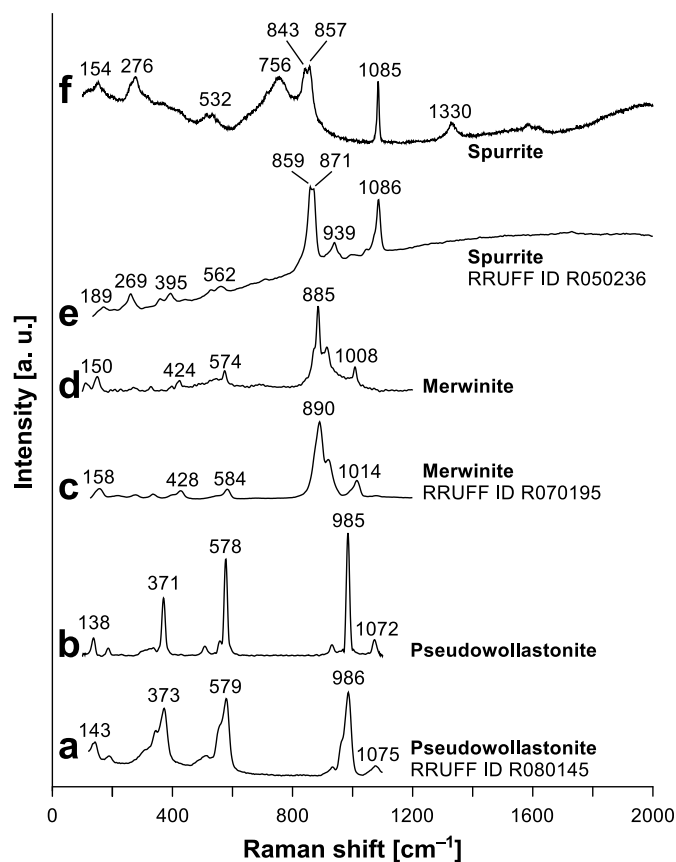 843 857
154 276 532 756 1085 1330
f
Spurrite
859 871
189 269 395 562 939 1086
Spurrite
RRUFF ID R050236
e
885
150 424 574 1008
d
Merwinite
890
158 428 584 1014
Merwinite
RRUFF ID R070195
c
985
138 371 578 1072
b
Pseudowollastonite
986
143 373 579 1075
a
Pseudowollastonite
RRUFF ID R080145
Intensity [a. u.]
0 400 800 1200 1600 2000
Raman shift [cm⁻¹]